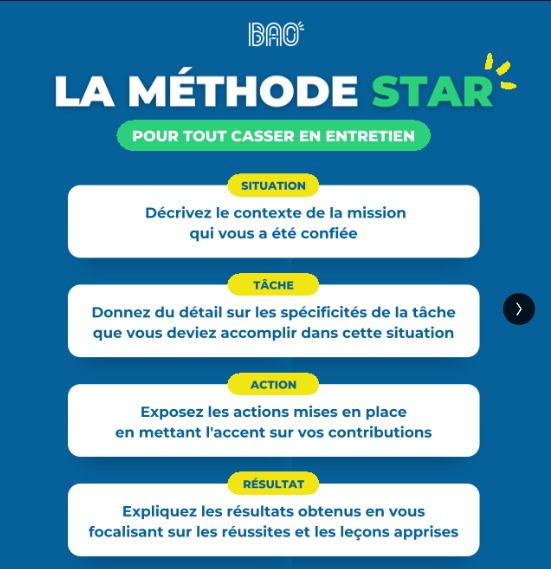 BAO
LA MÉTHODE STAR
POUR TOUT CASSER EN ENTRETIEN
SITUATION
Décrivez le contexte de la mission
qui vous a été confiée
TÂCHE
Donnez du détail sur les spécificités de la tâche
que vous deviez accomplir dans cette situation
ACTION
Exposez les actions mises en place
en mettant l'accent sur vos contributions
RÉSULTAT
Expliquez les résultats obtenus en vous
focalisant sur les réussites et les leçons apprises